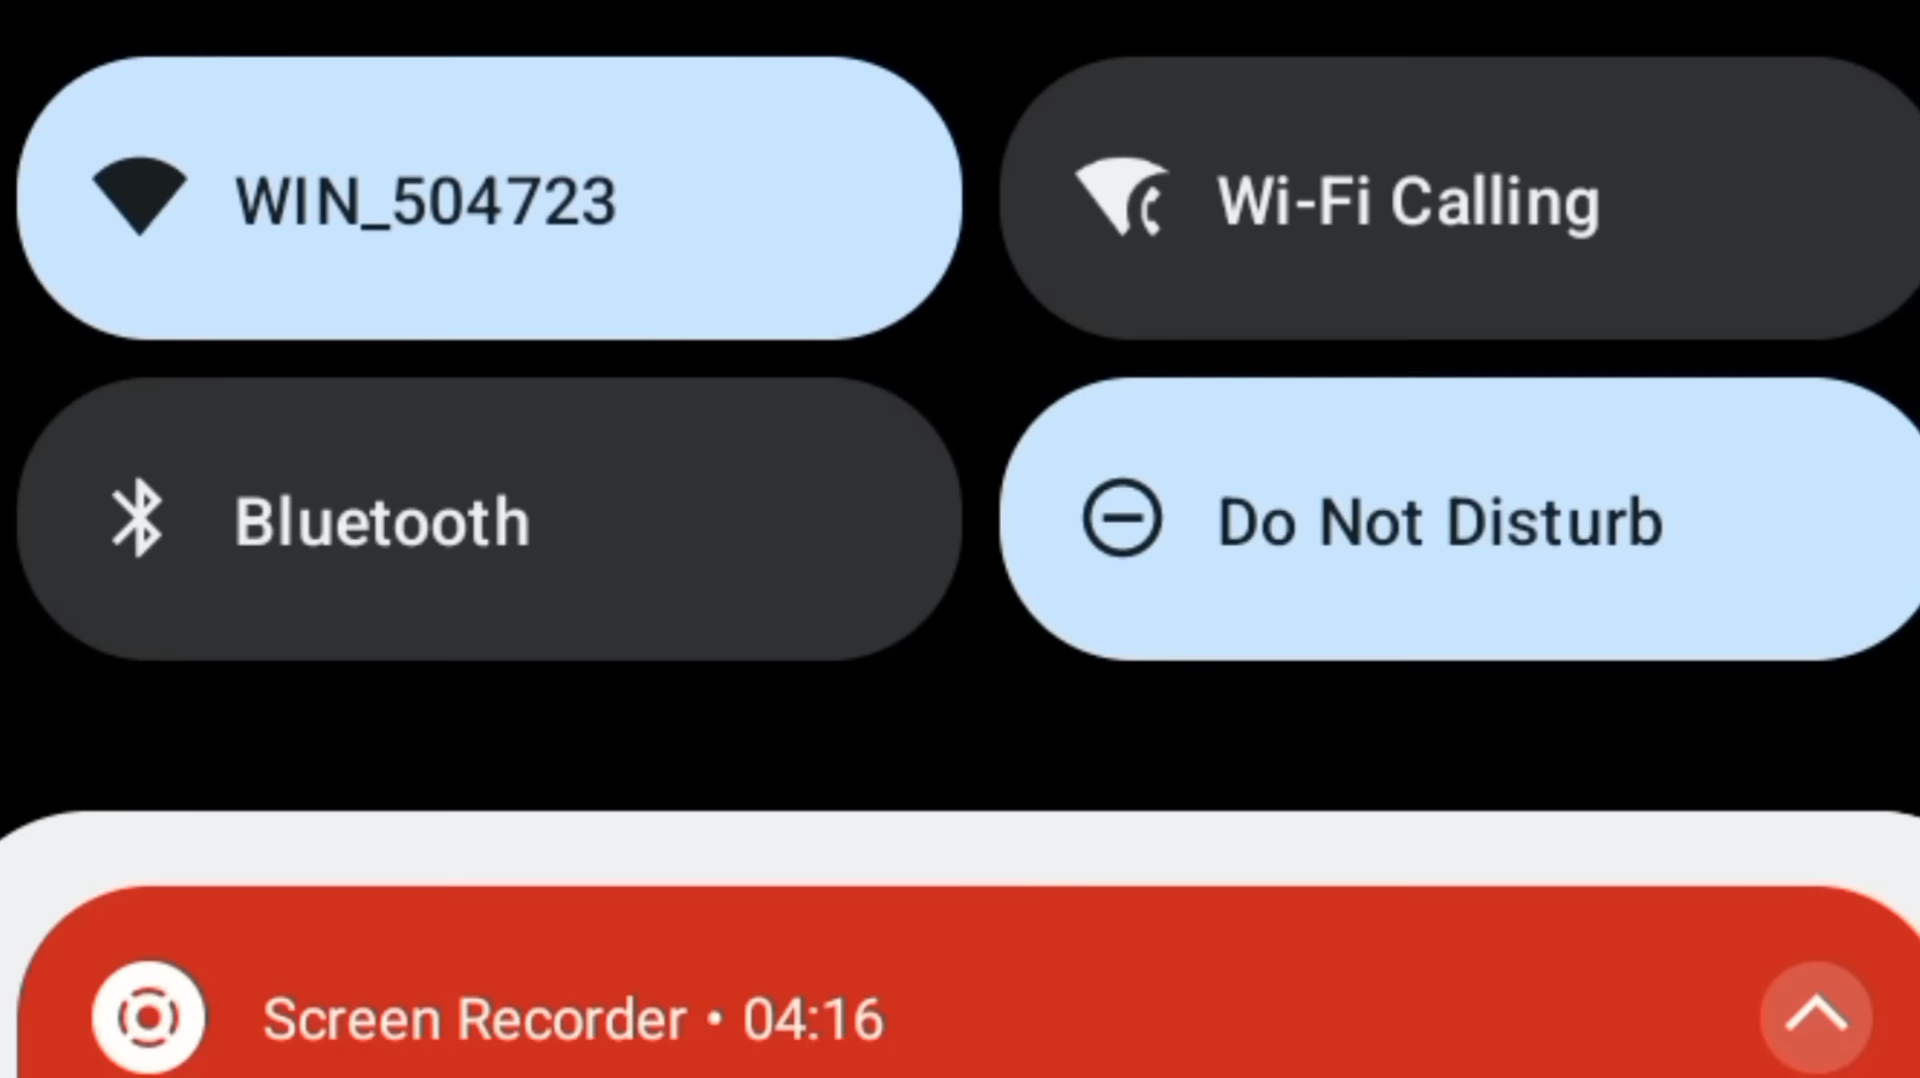 WIN_504723
Wi-Fi Calling
Bluetooth
Do Not Disturb
Screen Recorder • 04:16